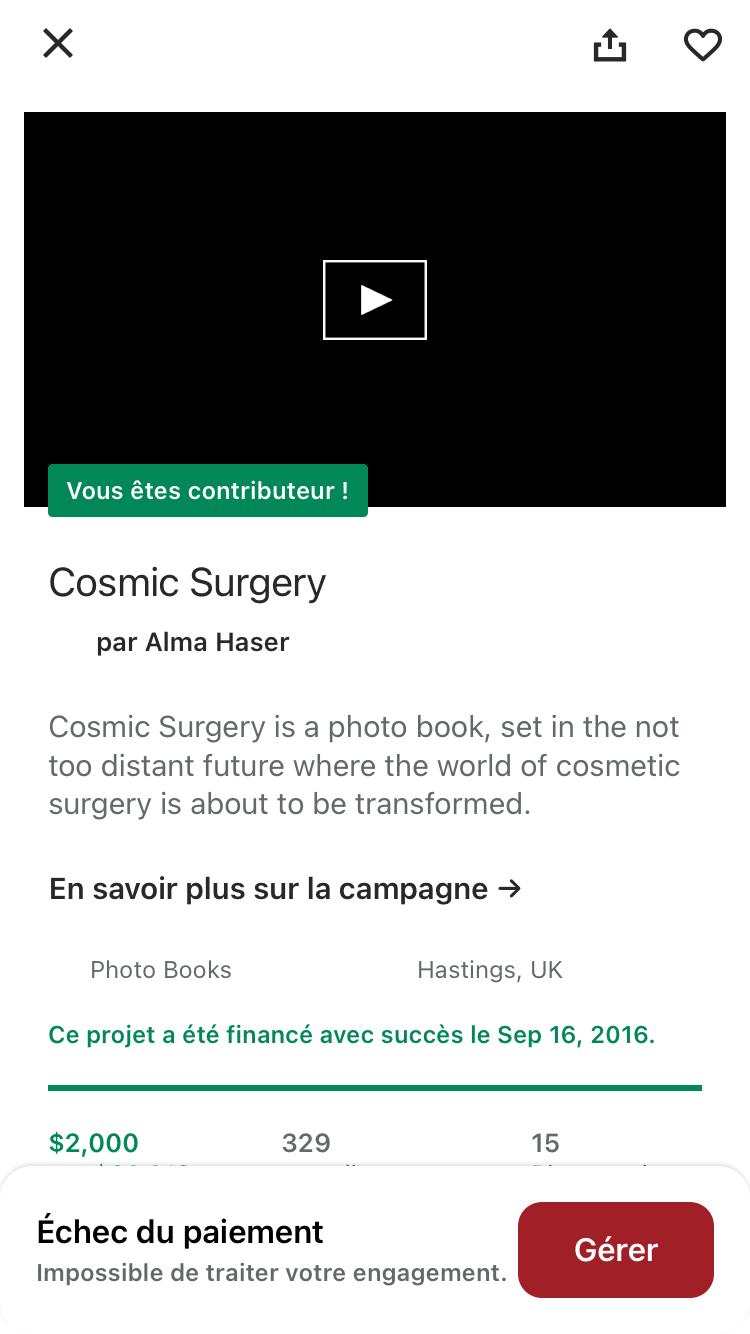 Vous êtes contributeur !
Cosmic Surgery
par Alma Haser
Cosmic Surgery is a photo book, set in the not
too distant future where the world of cosmetic
surgery is about to be transformed.
En savoir plus sur la campagne →
Photo Books
Hastings, UK
Ce projet a été financé avec succès le Sep 16, 2016.
$2,000
329
15
Échec du paiement
Impossible de traiter votre engagement.
Gérer